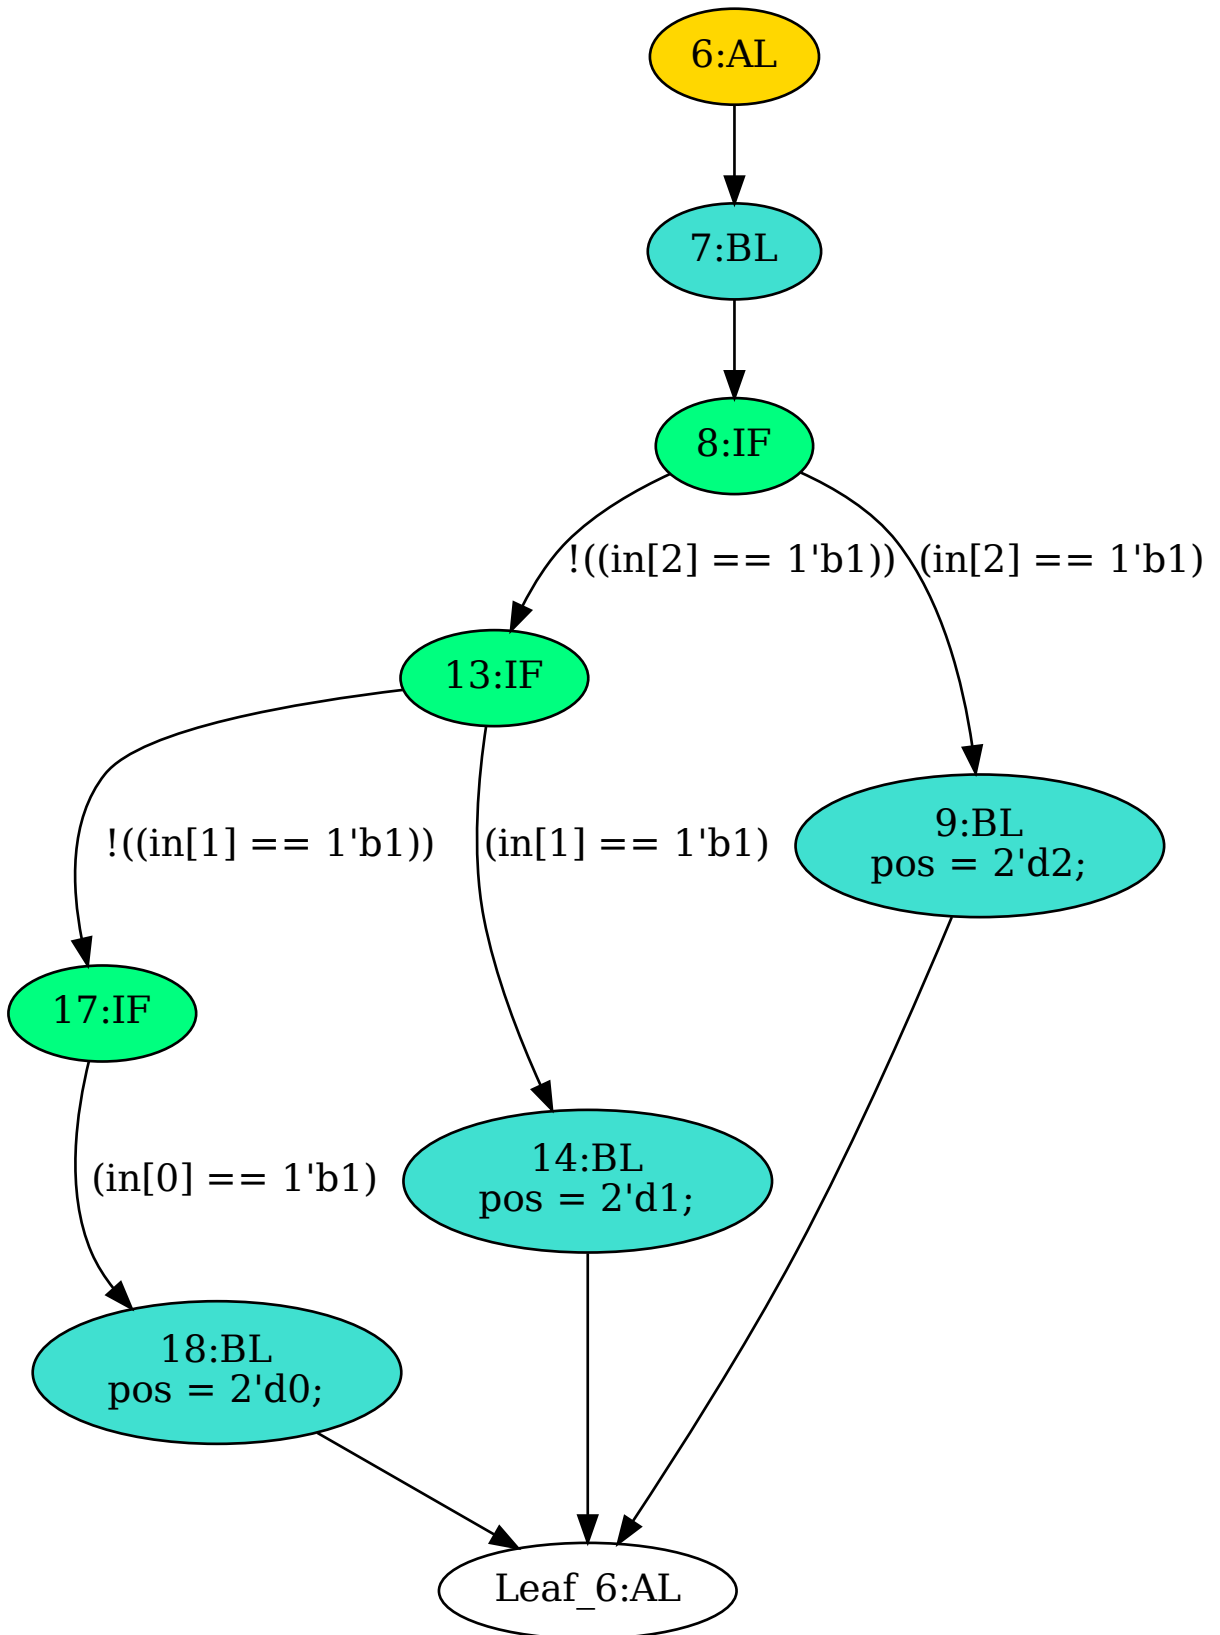 6:AL
7:BL
8:IF
!((in[2] == 1'b1))
(in[2] == 1'b1)
13:IF
!((in[1] == 1'b1))
(in[1] == 1'b1)
9:BL
pos = 2'd2;
17:IF
(in[0] == 1'b1)
14:BL
pos = 2'd1;
18:BL
pos = 2'd0;
Leaf_6:AL